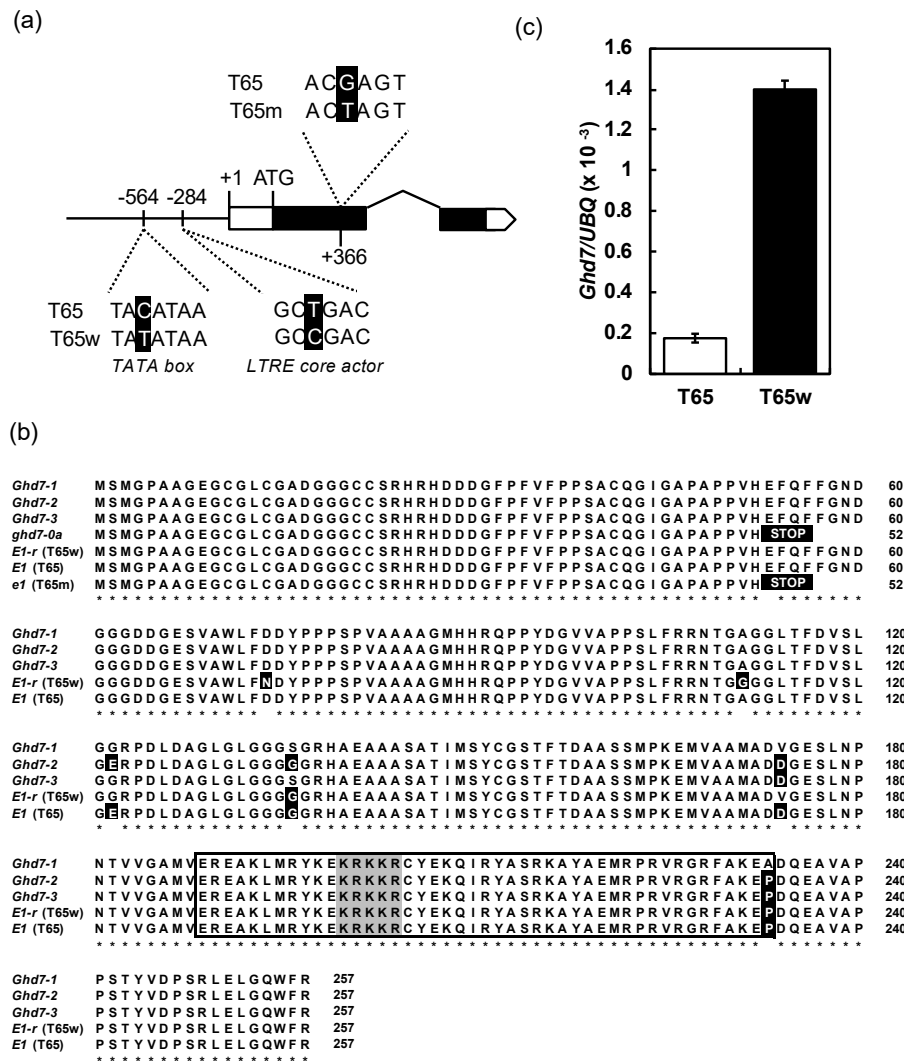 (a)
T65 ACGAGT
T65m ACTAGT
+1 ATG
-564 -284
+366
T65 TACATAA GCTGAC
T65w TATATAA GCCGAC
TATA box LTRE core actor
(c)
Ghd7/UBQ (x 10 -3)
1.6
1.4
1.2
1.0
0.8
0.6
0.4
0.2
0
T65 T65w
(b)
Ghd7-1 MSMGPAAGEGCGLCGADGGGCCSRHRHDDDGFPFVFPPSACQGIGAPAPPVHEFQFFGND 60
Ghd7-2 MSMGPAAGEGCGLCGADGGGCCSRHRHDDDGFPFVFPPSACQGIGAPAPPVHEFQFFGND 60
Ghd7-3 MSMGPAAGEGCGLCGADGGGCCSRHRHDDDGFPFVFPPSACQGIGAPAPPVHEFQFFGND 60
ghd7-0a MSMGPAAGEGCGLCGADGGGCCSRHRHDDDGFPFVFPPSACQGIGAPAPPVH STOP 52
E1-r (T65w) MSMGPAAGEGCGLCGADGGGCCSRHRHDDDGFPFVFPPSACQGIGAPAPPVHEFQFFGND 60
E1 (T65) MSMGPAAGEGCGLCGADGGGCCSRHRHDDDGFPFVFPPSACQGIGAPAPPVHEFQFFGND 60
e1 (T65m) MSMGPAAGEGCGLCGADGGGCCSRHRHDDDGFPFVFPPSACQGIGAPAPPVH STOP 52
Ghd7-1 GGGDDGESVAWLFDDYPPPSPVAAAAGMHHRQPPYDGVVAPPSLFRRNTGAGGLTFDVSL 120
Ghd7-2 GGGDDGESVAWLFDDYPPPSPVAAAAGMHHRQPPYDGVVAPPSLFRRNTGAGGLTFDVSL 120
Ghd7-3 GGGDDGESVAWLFDDYPPPSPVAAAAGMHHRQPPYDGVVAPPSLFRRNTGAGGLTFDVSL 120
E1-r (T65w) GGGDDGESVAWLFNDYPPPSPVAAAAGMHHRQPPYDGVVAPPSLFRRNTGGGGLTFDVSL 120
E1 (T65) GGGDDGESVAWLFDDYPPPSPVAAAAGMHHRQPPYDGVVAPPSLFRRNTGAGGLTFDVSL 120
Ghd7-1 GGRPDLDAGLGLGGGSGRHAEAAASATIMSYCGSTFTDAASSMPKEMVAAMADVGESLNP 180
Ghd7-2 GERPDLDAGLGLGGGGGRHAEAAASATIMSYCGSTFTDAASSMPKEMVAAMADDGESLNP 180
Ghd7-3 GGRPDLDAGLGLGGGSGRHAEAAASATIMSYCGSTFTDAASSMPKEMVAAMADDGESLNP 180
E1-r (T65w) GGRPDLDAGLGLGGGGGRHAEAAASATIMSYCGSTFTDAASSMPKEMVAAMADVGESLNP 180
E1 (T65) GERPDLDAGLGLGGGGGRHAEAAASATIMSYCGSTFTDAASSMPKEMVAAMADDGESLNP 180
Ghd7-1 NTVVGAMVEREAKLMRYKEKRKKRCYEKQIRYASRKAYAEMRPRVRGRFAKEADQEAVAP 240
Ghd7-2 NTVVGAMVEREAKLMRYKEKRKKRCYEKQIRYASRKAYAEMRPRVRGRFAKEPDQEAVAP 240
Ghd7-3 NTVVGAMVEREAKLMRYKEKRKKRCYEKQIRYASRKAYAEMRPRVRGRFAKEPDQEAVAP 240
E1-r (T65w) NTVVGAMVEREAKLMRYKEKRKKRCYEKQIRYASRKAYAEMRPRVRGRFAKEPDQEAVAP 240
E1 (T65) NTVVGAMVEREAKLMRYKEKRKKRCYEKQIRYASRKAYAEMRPRVRGRFAKEPDQEAVAP 240
Ghd7-1 PSTYVDPSRLELGQWFR 257
Ghd7-2 PSTYVDPSRLELGQWFR 257
Ghd7-3 PSTYVDPSRLELGQWFR 257
E1-r (T65w) PSTYVDPSRLELGQWFR 257
E1 (T65) PSTYVDPSRLELGQWFR 257